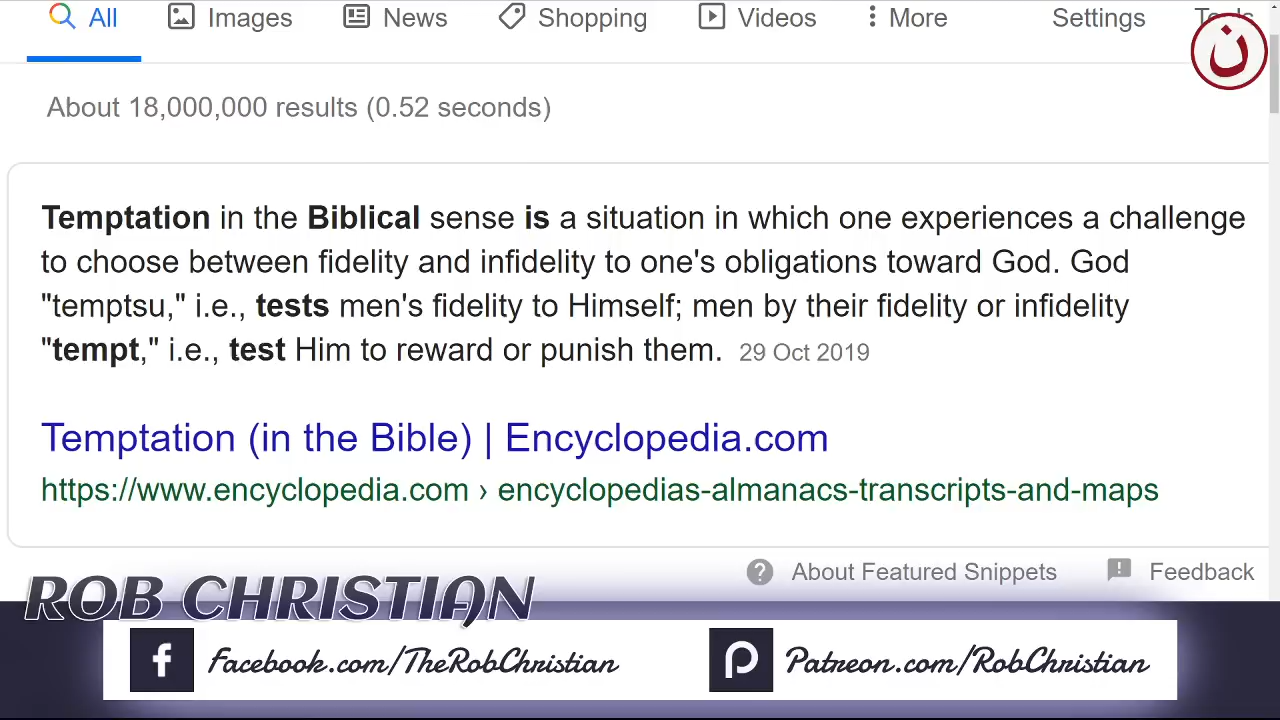 All Images News Shopping Videos More Settings Tools
ن
About 18,000,000 results (0.52 seconds)
Temptation in the Biblical sense is a situation in which one experiences a challenge
to choose between fidelity and infidelity to one's obligations toward God. God
"temptsu," i.e., tests men's fidelity to Himself; men by their fidelity or infidelity
"tempt," i.e., test Him to reward or punish them. 29 Oct 2019
Temptation (in the Bible) | Encyclopedia.com
https://www.encyclopedia.com › encyclopedias-almanacs-transcripts-and-maps
About Featured Snippets Feedback
ROB CHRISTIAN
Facebook.com/TheRobChristian Patreon.com/RobChristian